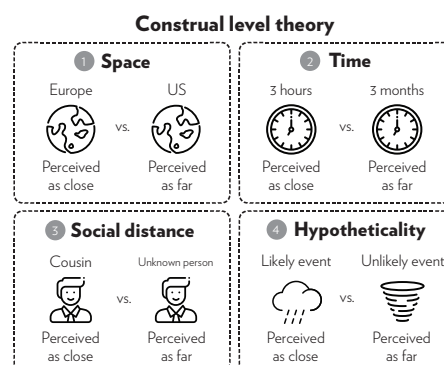 Construal level theory
1 Space
Europe
US
vs.
Perceived
as close
Perceived
as far
2 Time
3 hours
3 months
vs.
Perceived
as close
Perceived
as far
3 Social distance
Cousin
Unknown person
vs.
Perceived
as close
Perceived
as far
4 Hypotheticality
Likely event
Unlikely event
vs.
Perceived
as close
Perceived
as far